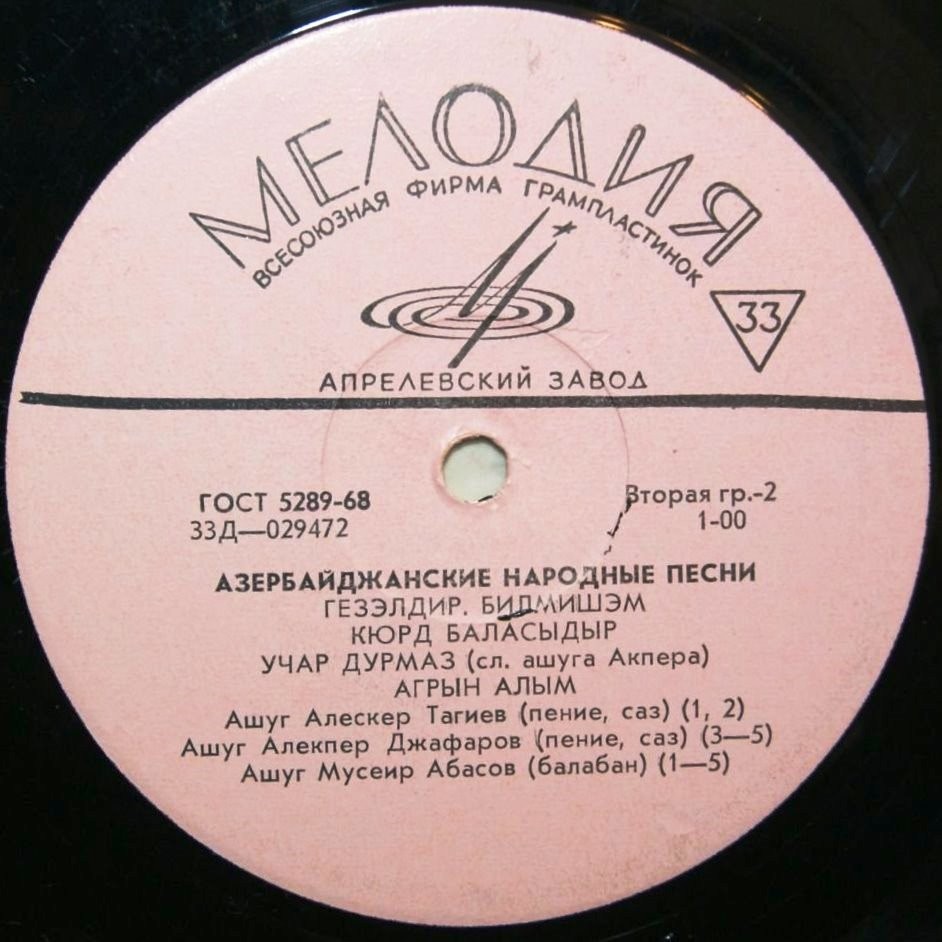 МЕЛОДИЯ
ВСЕСОЮЗНАЯ ФИРМА ГРАМПЛАСТИНОК
33
АПРЕЛЕВСКИЙ ЗАВОД
ГОСТ 5289-68
Вторая гр.-2
33Д—029472
1-00
АЗЕРБАЙДЖАНСКИЕ НАРОДНЫЕ ПЕСНИ
ГЕЗЭЛДИР. БИЛМИШЭМ
КЮРД БАЛАСЫДЫР
УЧАР ДУРМАЗ (сл. ашуга Акпера)
АГРЫН АЛЫМ
Ашуг Алескер Тагиев (пение, саз) (1, 2)
Ашуг Алекпер Джафаров (пение, саз) (3—5)
Ашуг Мусеир Абасов (балабан) (1—5)